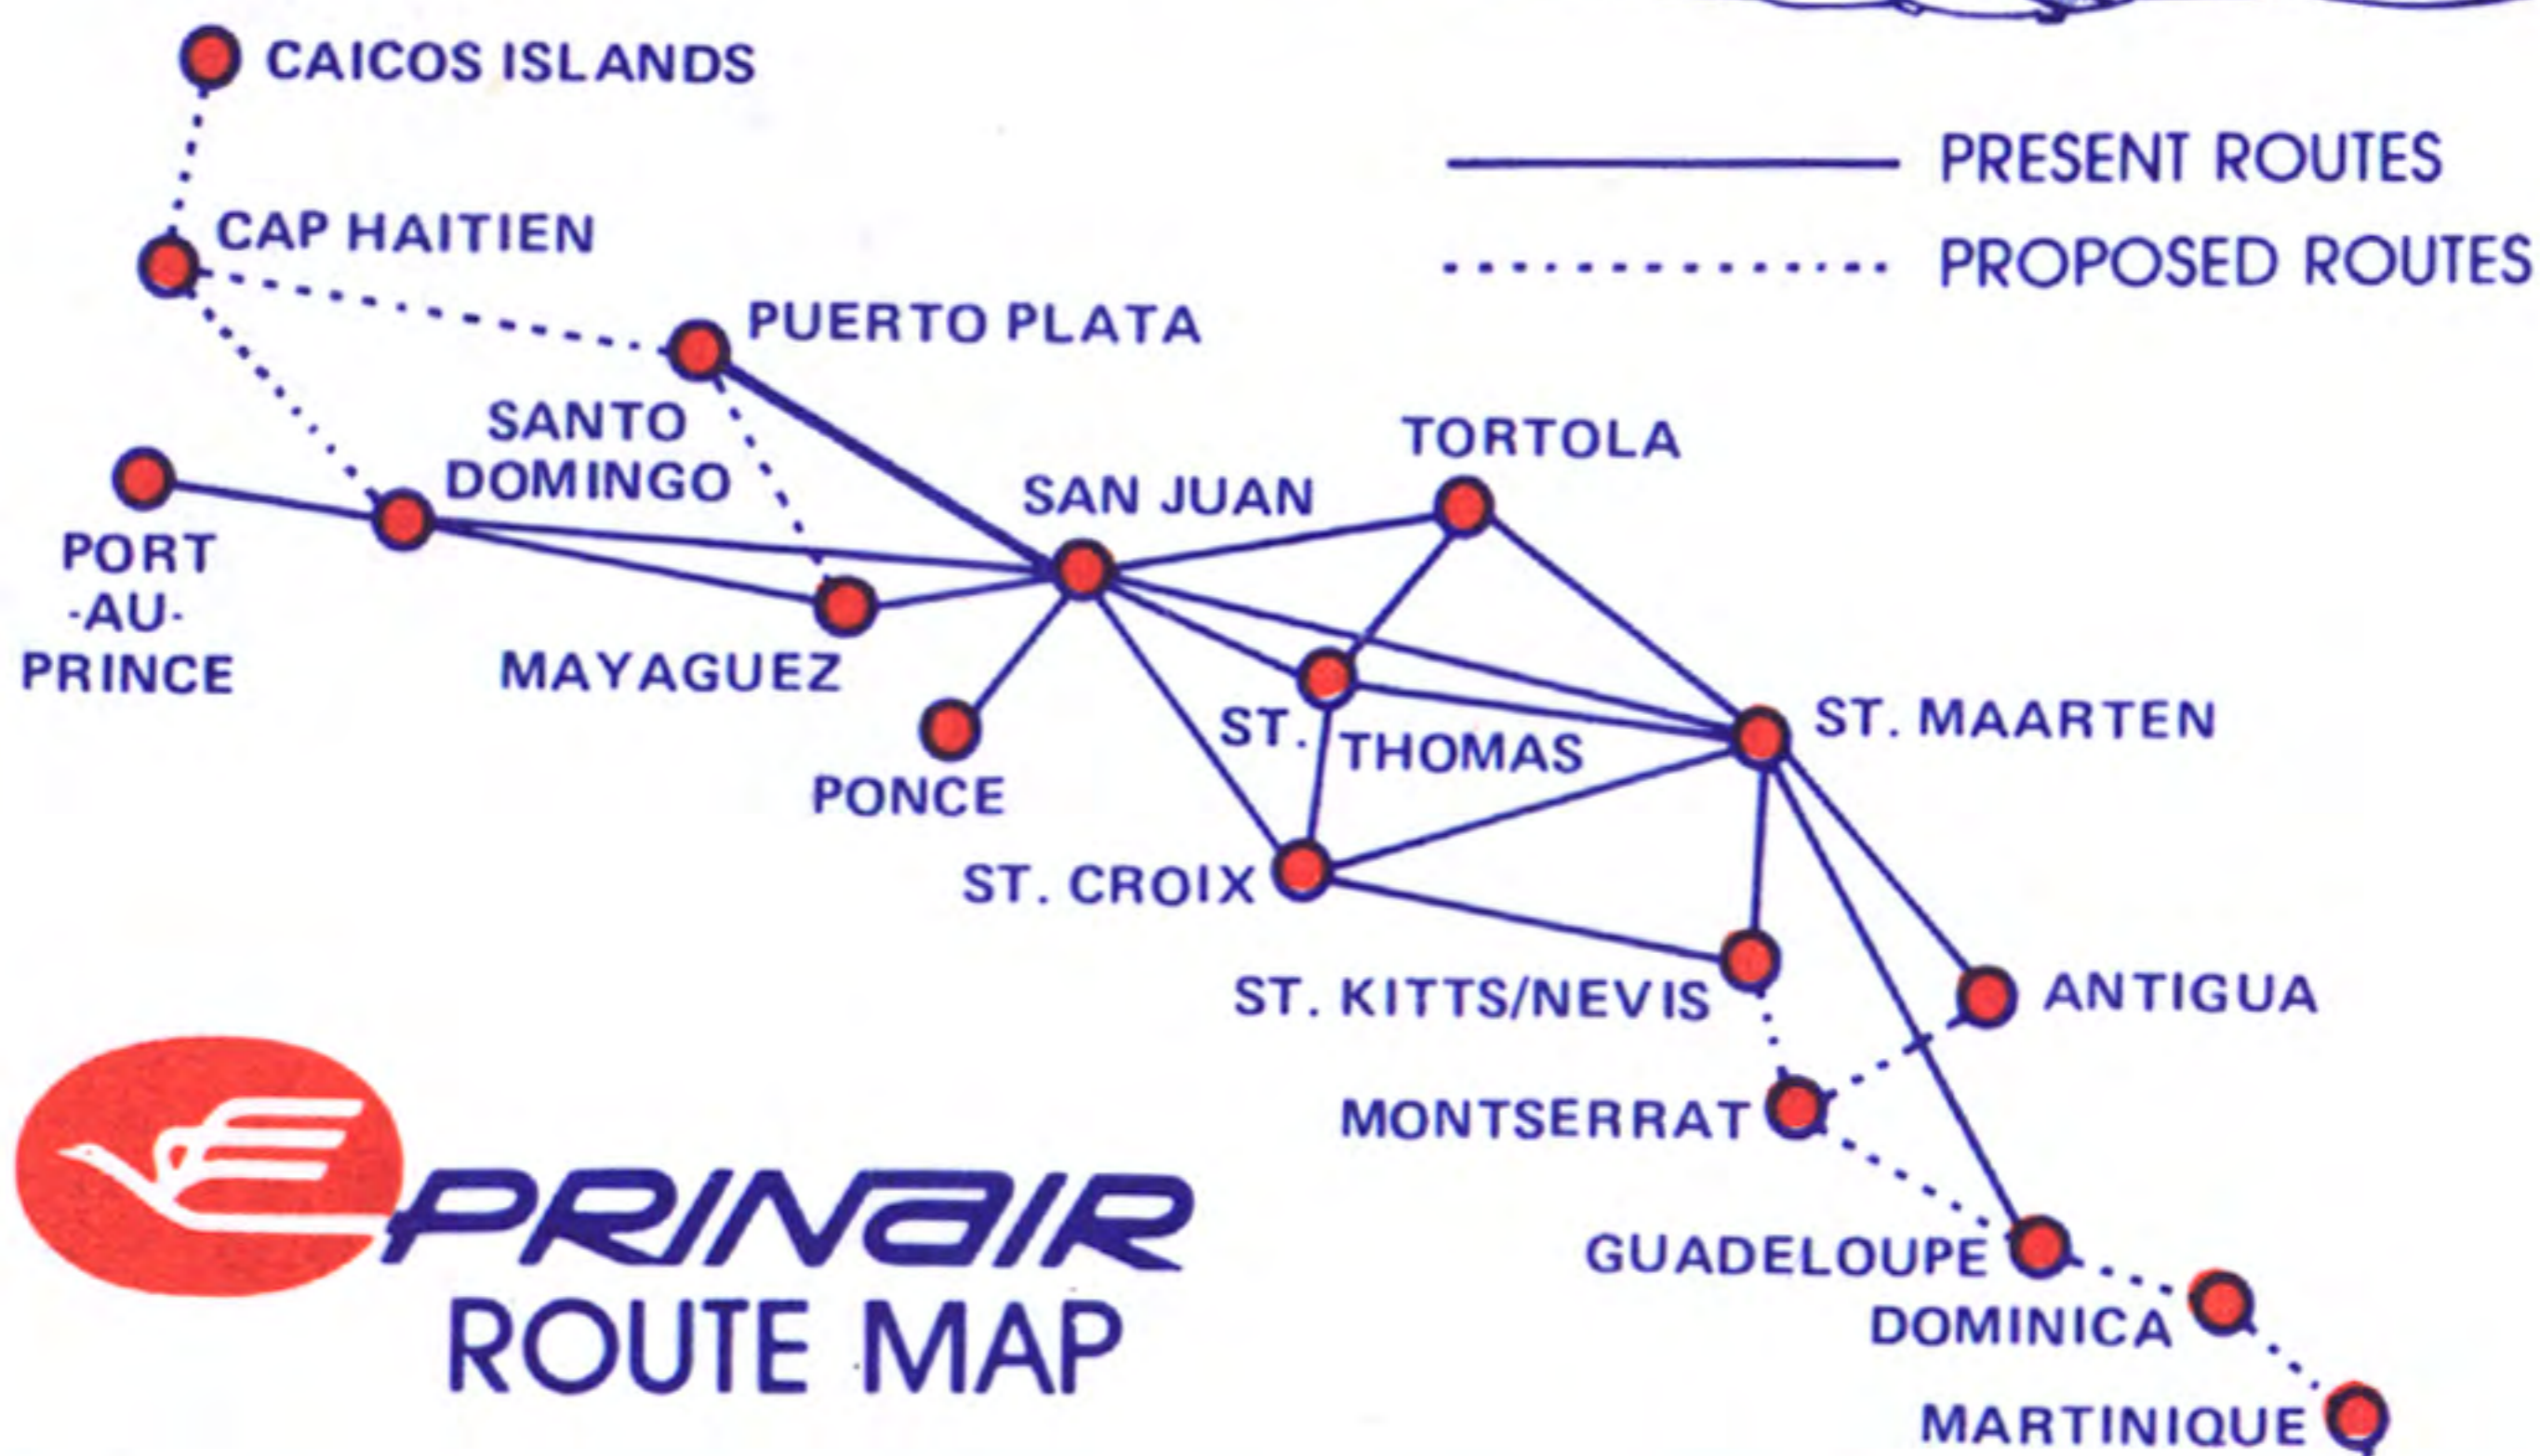 CAICOS ISLANDS
PRESENT ROUTES
CAP HAITIEN
PROPOSED ROUTES
PUERTO PLATA
SANTO
DOMINGO
TORTOLA
SAN JUAN
PORT
-AU-
PRINCE
MAYAGUEZ
ST. THOMAS
ST. MAARTEN
PONCE
ST. CROIX
ST. KITTS/NEVIS
ANTIGUA
MONTSERRAT
GUADELOUPE
DOMINICA
MARTINIQUE
PRINAIR
ROUTE MAP